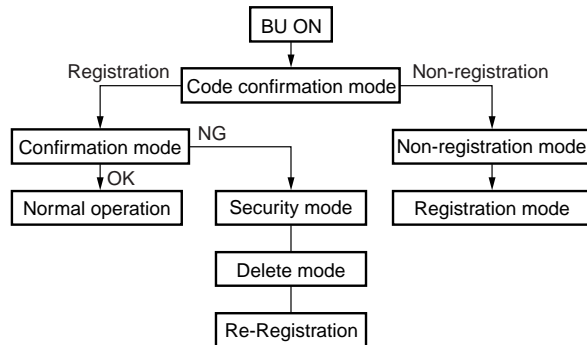 BU ON
Registration
Non-registration
Code confirmation mode
NG
Confirmation mode
Non-registration mode
OK
Normal operation
Security mode
Registration mode
Delete mode
Re-Registration